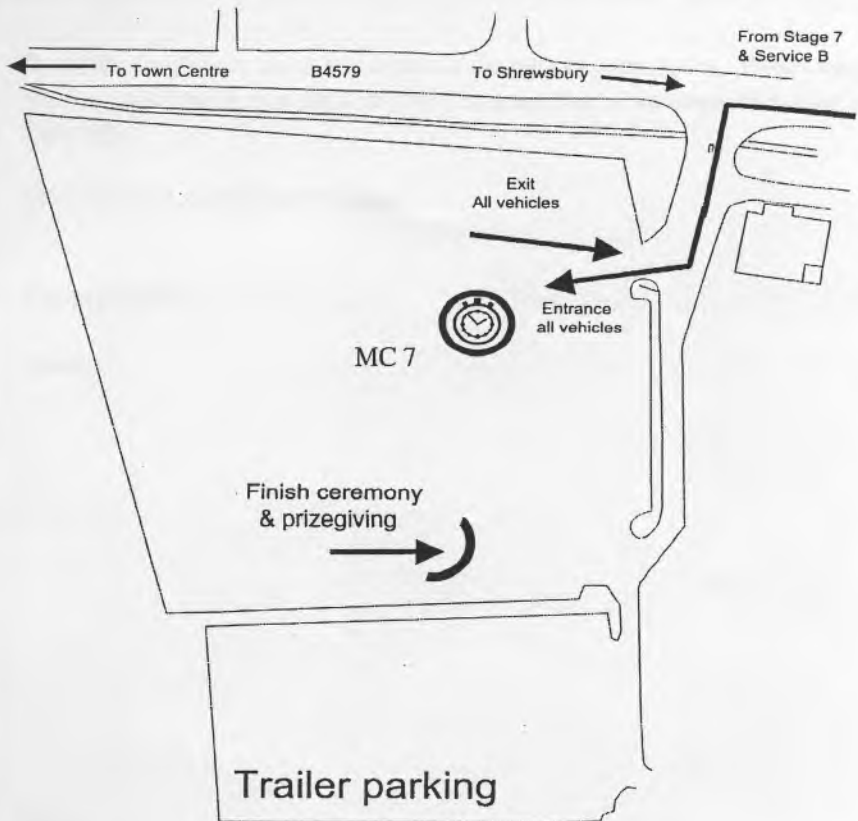 From Stage 7
& Service B
To Town Centre
B4579
To Shrewsbury
Exit
All vehicles
Entrance
all vehicles
MC 7
Finish ceremony
& prizegiving
Trailer parking